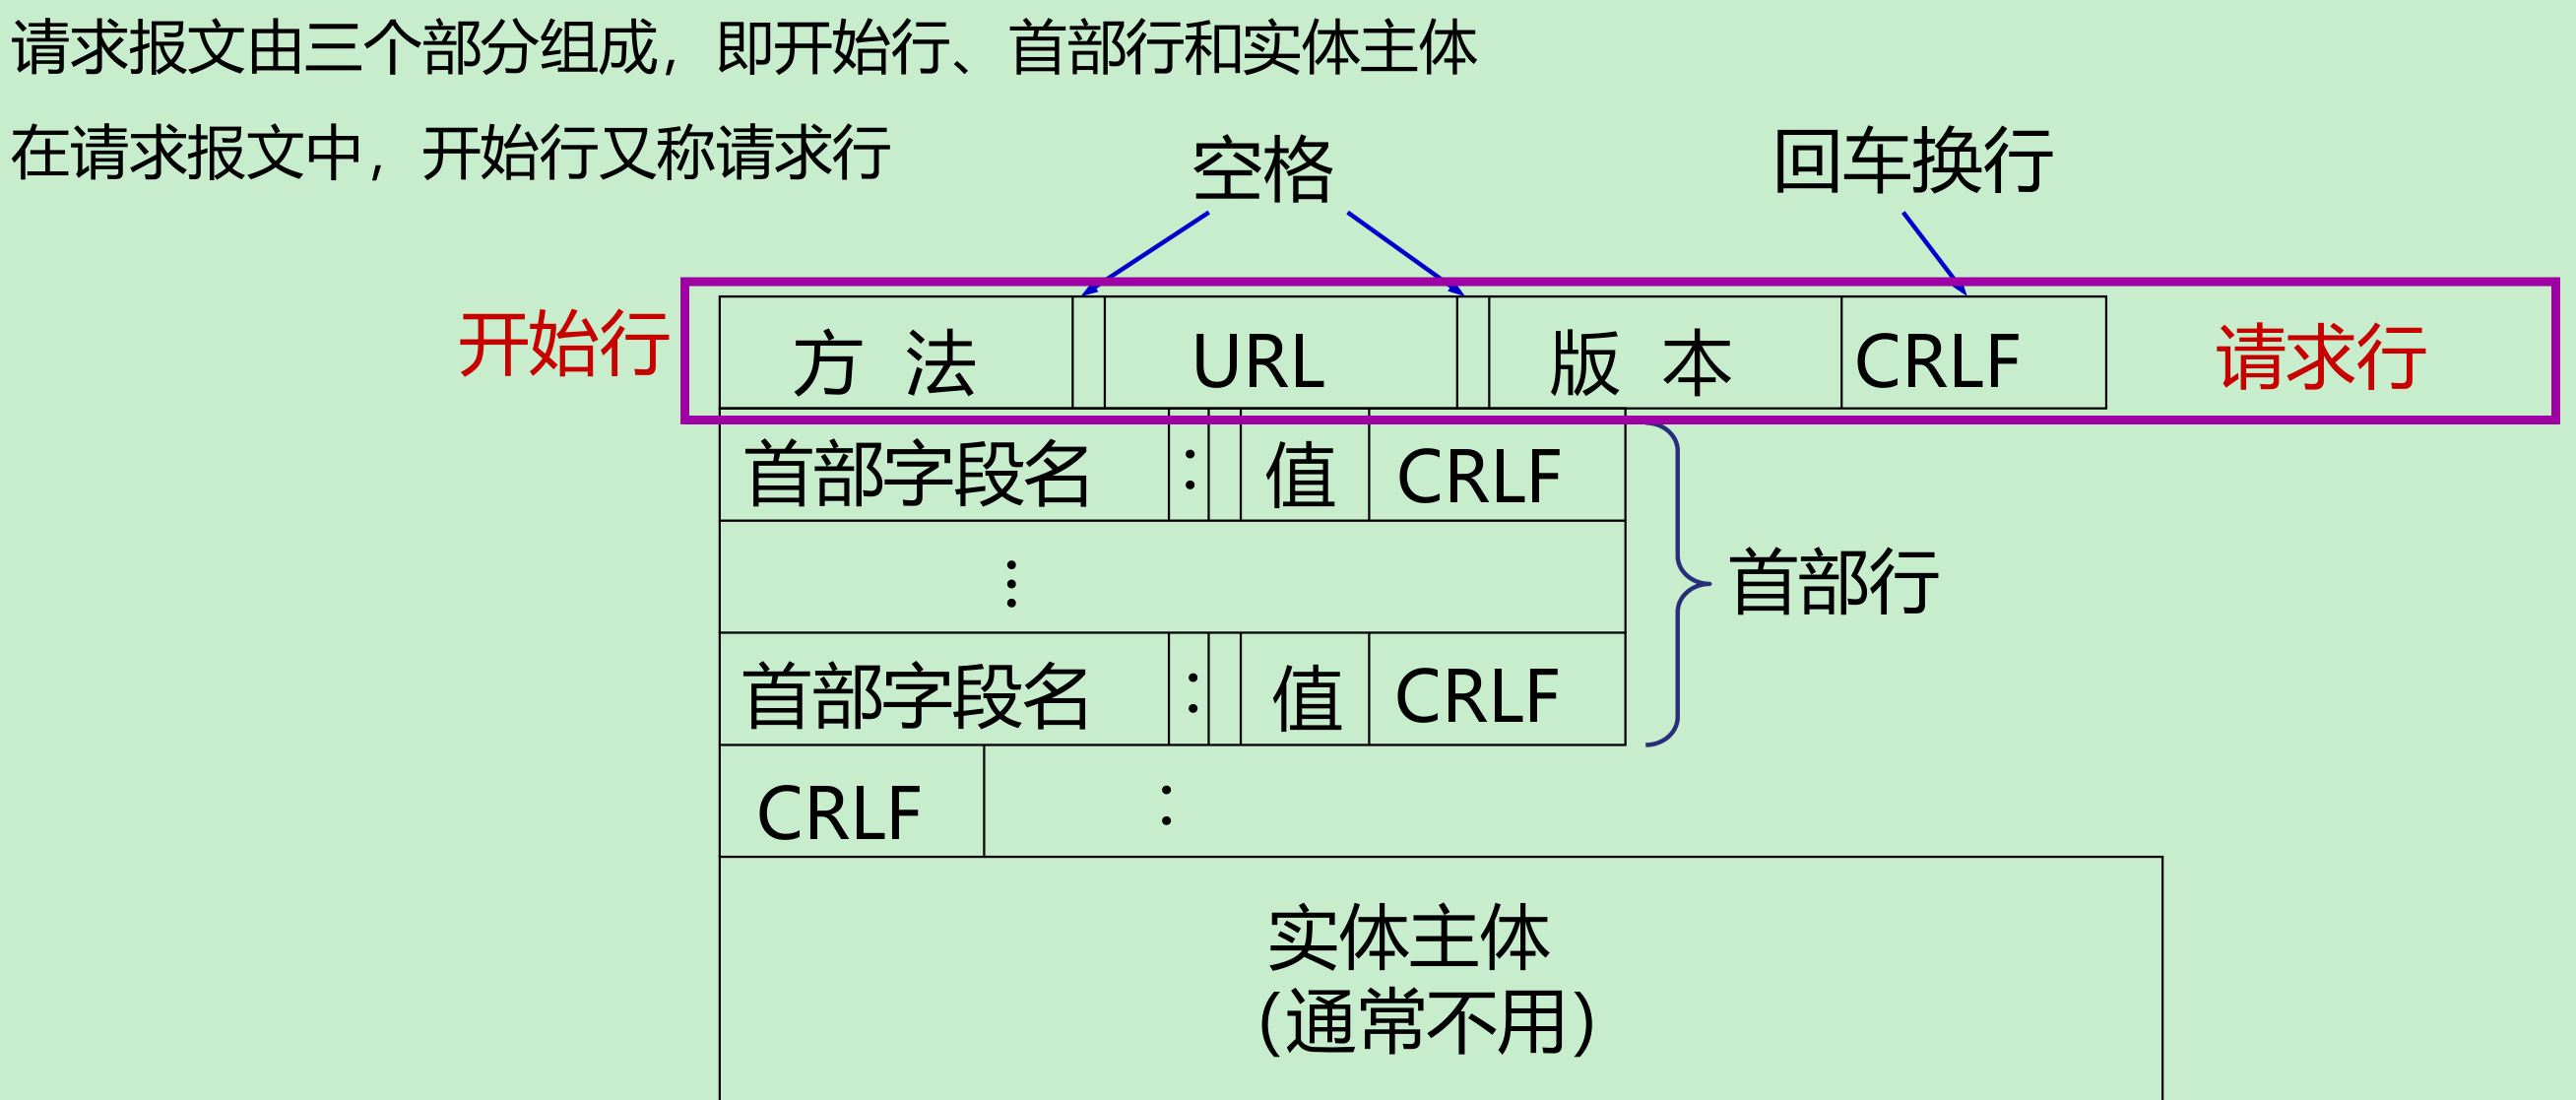 请求报文由三个部分组成，即开始行、首部行和实体主体
在请求报文中，开始行又称请求行
空格 回车换行
开始行 方 法 URL 版 本 CRLF 请求行
首部字段名 : 值 CRLF
⋮
首部行
首部字段名 : 值 CRLF
CRLF :
实体主体
(通常不用)